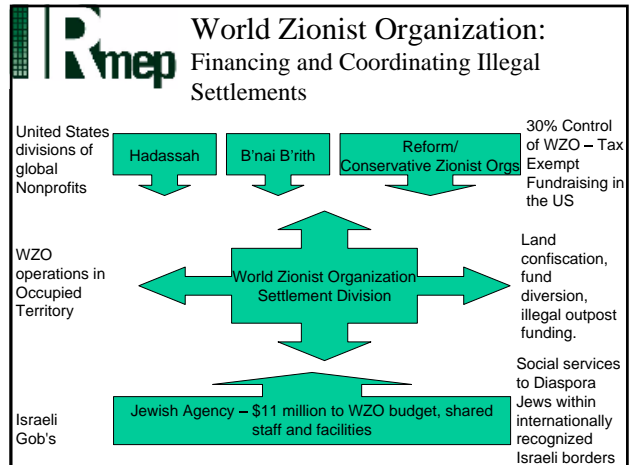 IRmep
World Zionist Organization:
Financing and Coordinating Illegal
Settlements
United States
divisions of
global
Nonprofits
Hadassah
B'nai B'rith
Reform/
Conservative Zionist Orgs
30% Control
of WZO – Tax
Exempt
Fundraising in
the US
WZO
operations in
Occupied
Territory
World Zionist Organization
Settlement Division
Land
confiscation,
fund
diversion,
illegal outpost
funding.
Israeli
Gob's
Jewish Agency – $11 million to WZO budget, shared
staff and facilities
Social services
to Diaspora
Jews within
internationally
recognized
Israeli borders